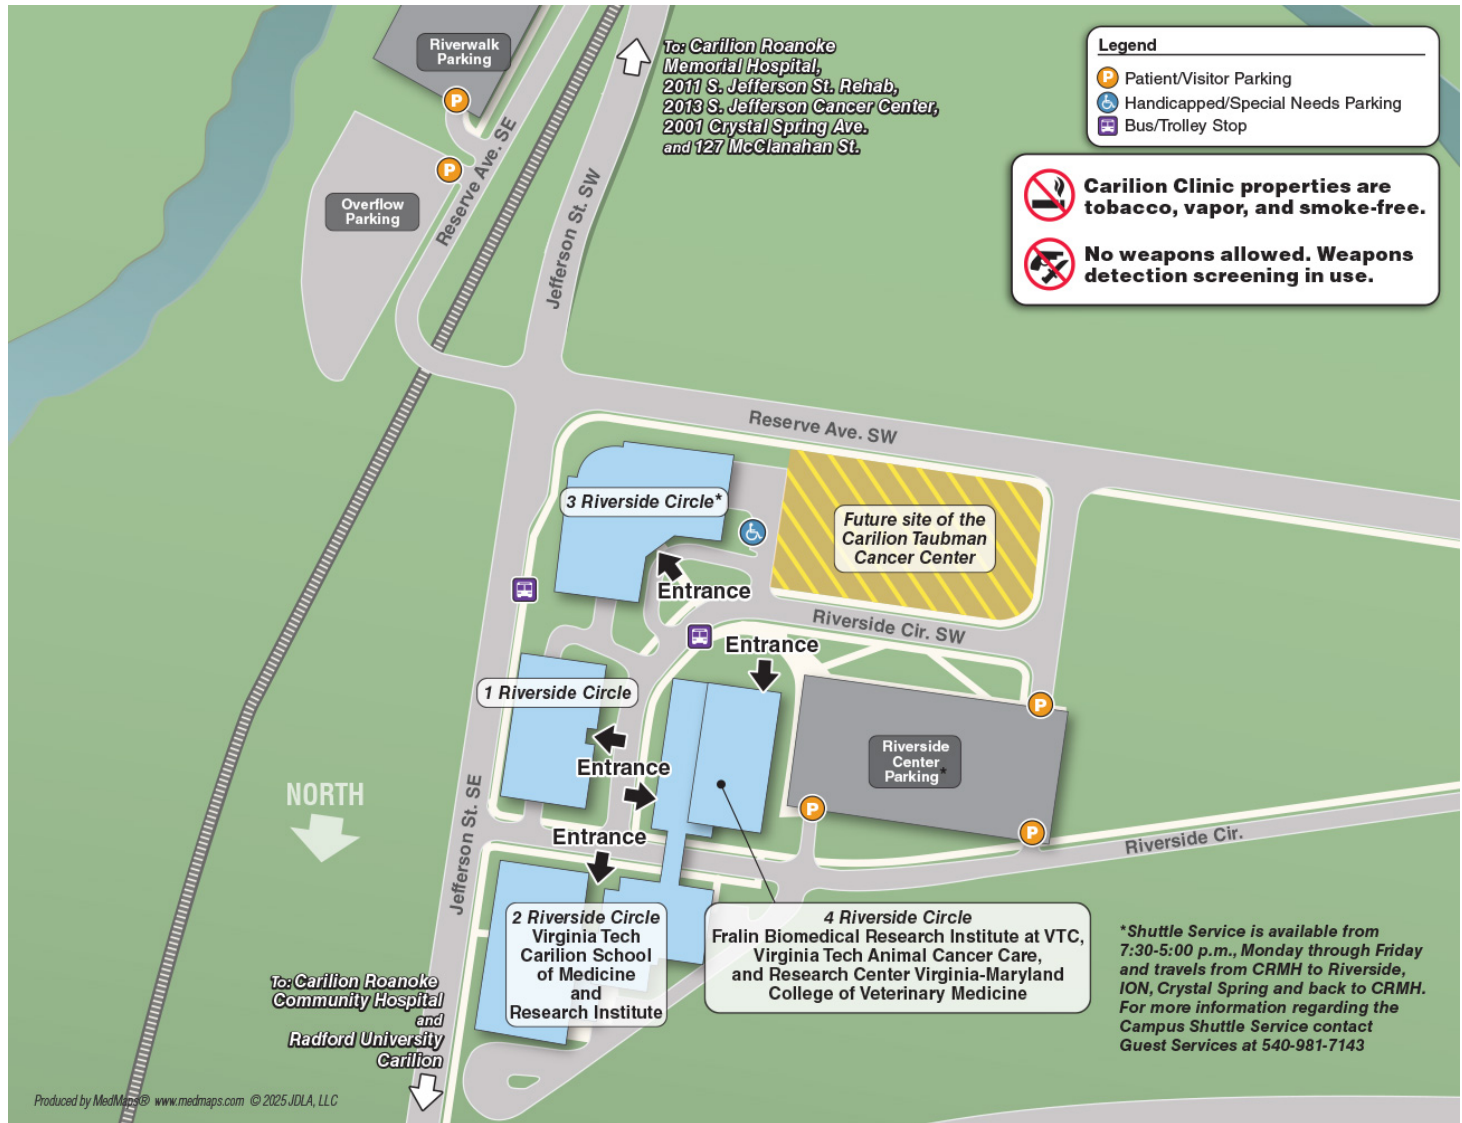 Riverwalk
Parking
P
P
Overflow
Parking
Reserve Ave. SE
Jefferson St. SW
To: Carilion Roanoke
Memorial Hospital,
2011 S. Jefferson St. Rehab,
2013 S. Jefferson Cancer Center,
2001 Crystal Spring Ave.
and 127 McClanahan St.
Legend
P Patient/Visitor Parking
Handicapped/Special Needs Parking
Bus/Trolley Stop
Carilion Clinic properties are
tobacco, vapor, and smoke-free.
No weapons allowed. Weapons
detection screening in use.
Reserve Ave. SW
3 Riverside Circle*
Future site of the
Carilion Taubman
Cancer Center
Entrance
Riverside Cir. SW
Entrance
1 Riverside Circle
P
Riverside
Center
Parking*
Entrance
NORTH
Jefferson St. SE
P
P
Entrance
Riverside Cir.
2 Riverside Circle
Virginia Tech
Carilion School
of Medicine
and
Research Institute
4 Riverside Circle
Fralin Biomedical Research Institute at VTC,
Virginia Tech Animal Cancer Care,
and Research Center Virginia-Maryland
College of Veterinary Medicine
*Shuttle Service is available from
7:30-5:00 p.m., Monday through Friday
and travels from CRMH to Riverside,
ION, Crystal Spring and back to CRMH.
For more information regarding the
Campus Shuttle Service contact
Guest Services at 540-981-7143
To: Carilion Roanoke
Community Hospital
and
Radford University
Carilion
Produced by MedMaps® www.medmaps.com © 2025 JDLA, LLC